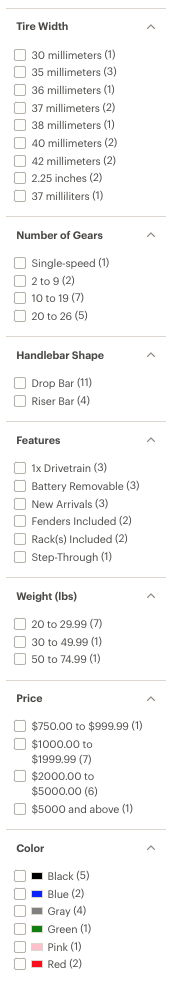 Tire Width
30 millimeters (1)
35 millimeters (3)
36 millimeters (1)
37 millimeters (2)
38 millimeters (1)
40 millimeters (2)
42 millimeters (2)
2.25 inches (2)
37 milliliters (1)
Number of Gears
Single-speed (1)
2 to 9 (2)
10 to 19 (7)
20 to 26 (5)
Handlebar Shape
Drop Bar (11)
Riser Bar (4)
Features
1x Drivetrain (3)
Battery Removable (3)
New Arrivals (3)
Fenders Included (2)
Rack(s) Included (2)
Step-Through (1)
Weight (lbs)
20 to 29.99 (7)
30 to 49.99 (1)
50 to 74.99 (1)
Price
$750.00 to $999.99 (1)
$1000.00 to
$1999.99 (7)
$2000.00 to
$5000.00 (6)
$5000 and above (1)
Color
Black (5)
Blue (2)
Gray (4)
Green (1)
Pink (1)
Red (2)